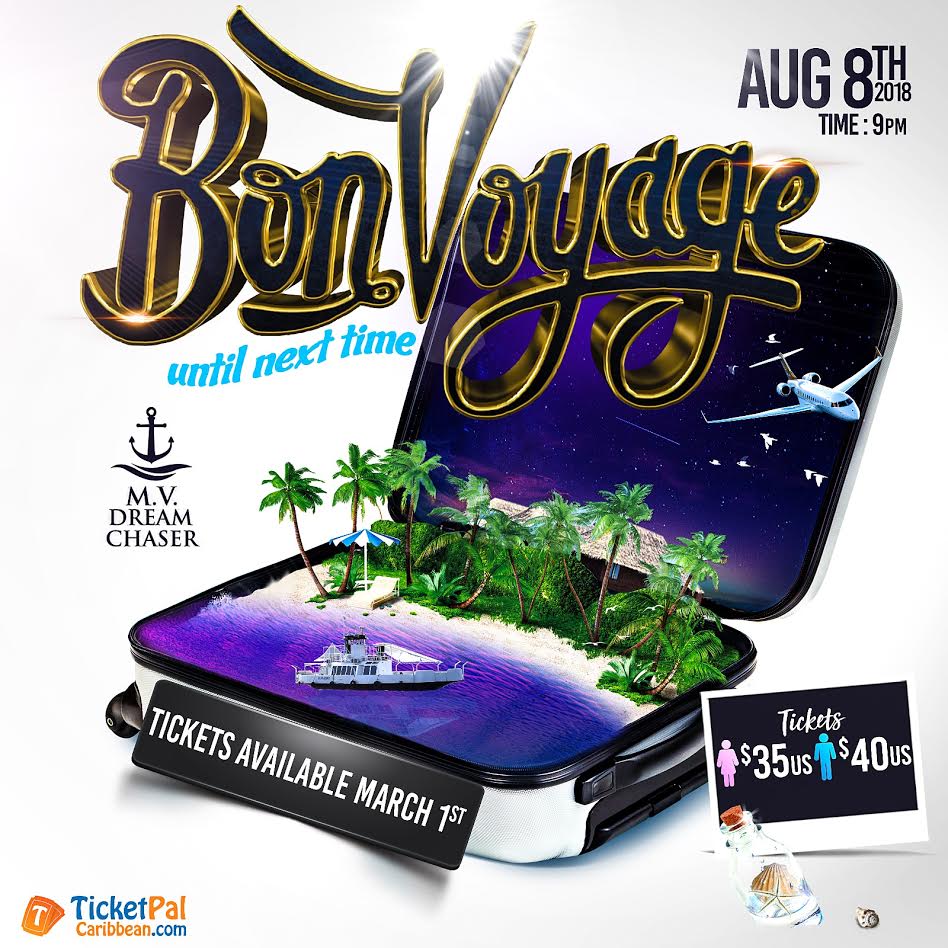 Bon Voyage
until next time
AUG 8TH
2018
TIME : 9PM
M.V.
DREAM
CHASER
TICKETS AVAILABLE MARCH 1ST
Tickets
$35US $40US
TicketPal
Caribbean.com